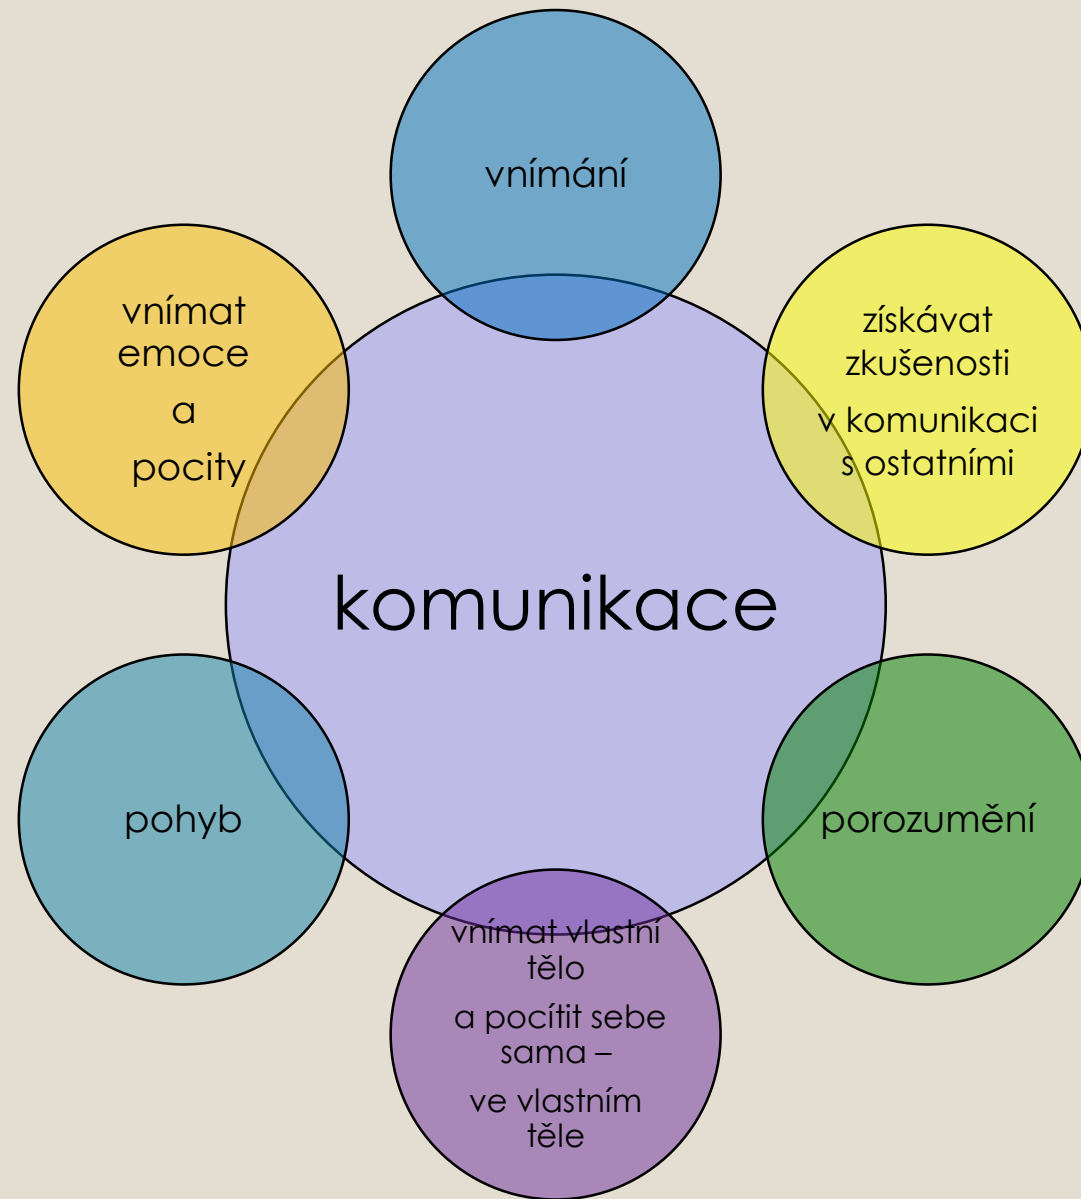 vnímání
získávat
zkušenosti
v komunikaci
s ostatními
porozumění
vnímat vlastní
tělo
a pocítit sebe
sama –
ve vlastním
těle
pohyb
vnímat
emoce
a
pocity
komunikace